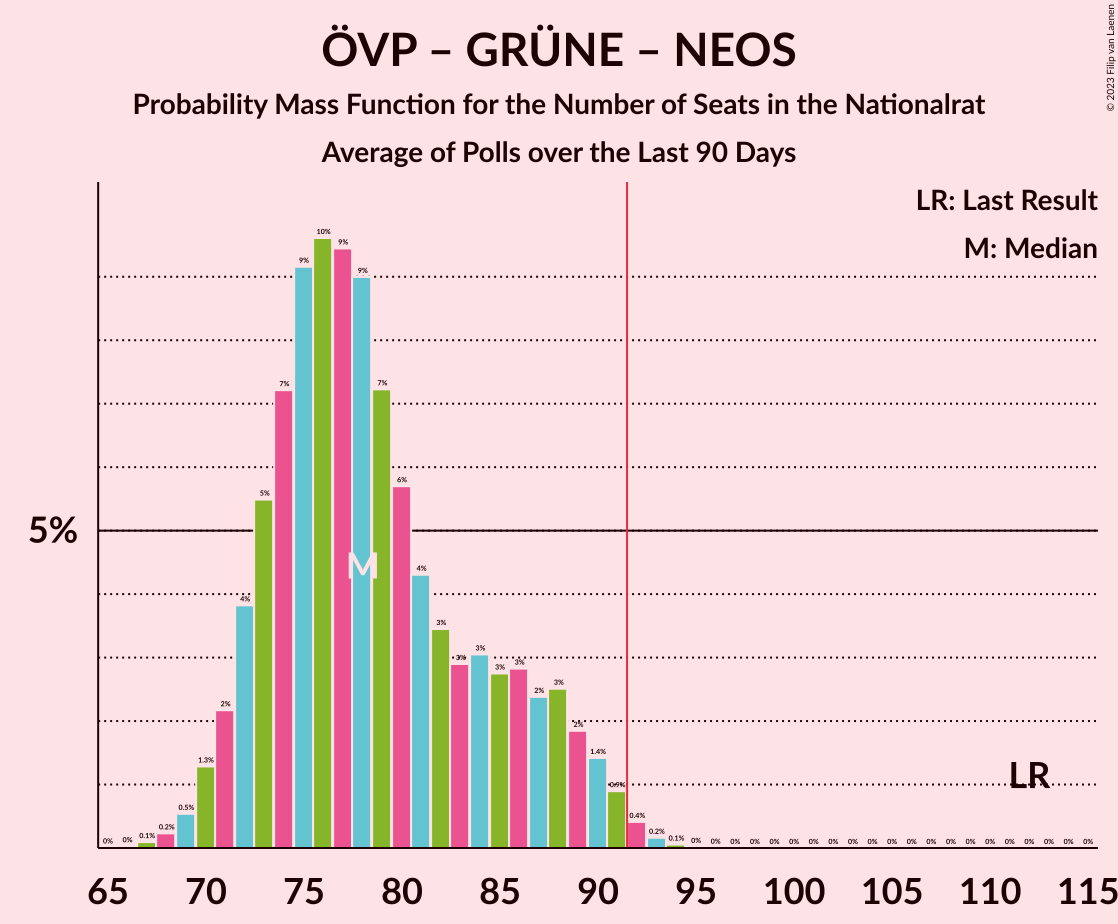 ÖVP – GRÜNE – NEOS
Probability Mass Function for the Number of Seats in the Nationalrat
Average of Polls over the Last 90 Days
© 2023 Filip van Laenen
LR: Last Result
M: Median
5%
0% 0% 0.1% 0.2% 0.5% 1.3% 2% 4% 5% 7% 9% 10% 9% 9% 7% 6% 4% 3% 3% 3% 3% 3% 2% 3% 2% 1.4% 0.9% 0.4% 0.2% 0.1% 0% 0% 0% 0% 0% 0% 0% 0% 0% 0% 0% 0% 0% 0% 0% 0% 0% 0% 0% 0% 0%
M
LR
65 70 75 80 85 90 95 100 105 110 115